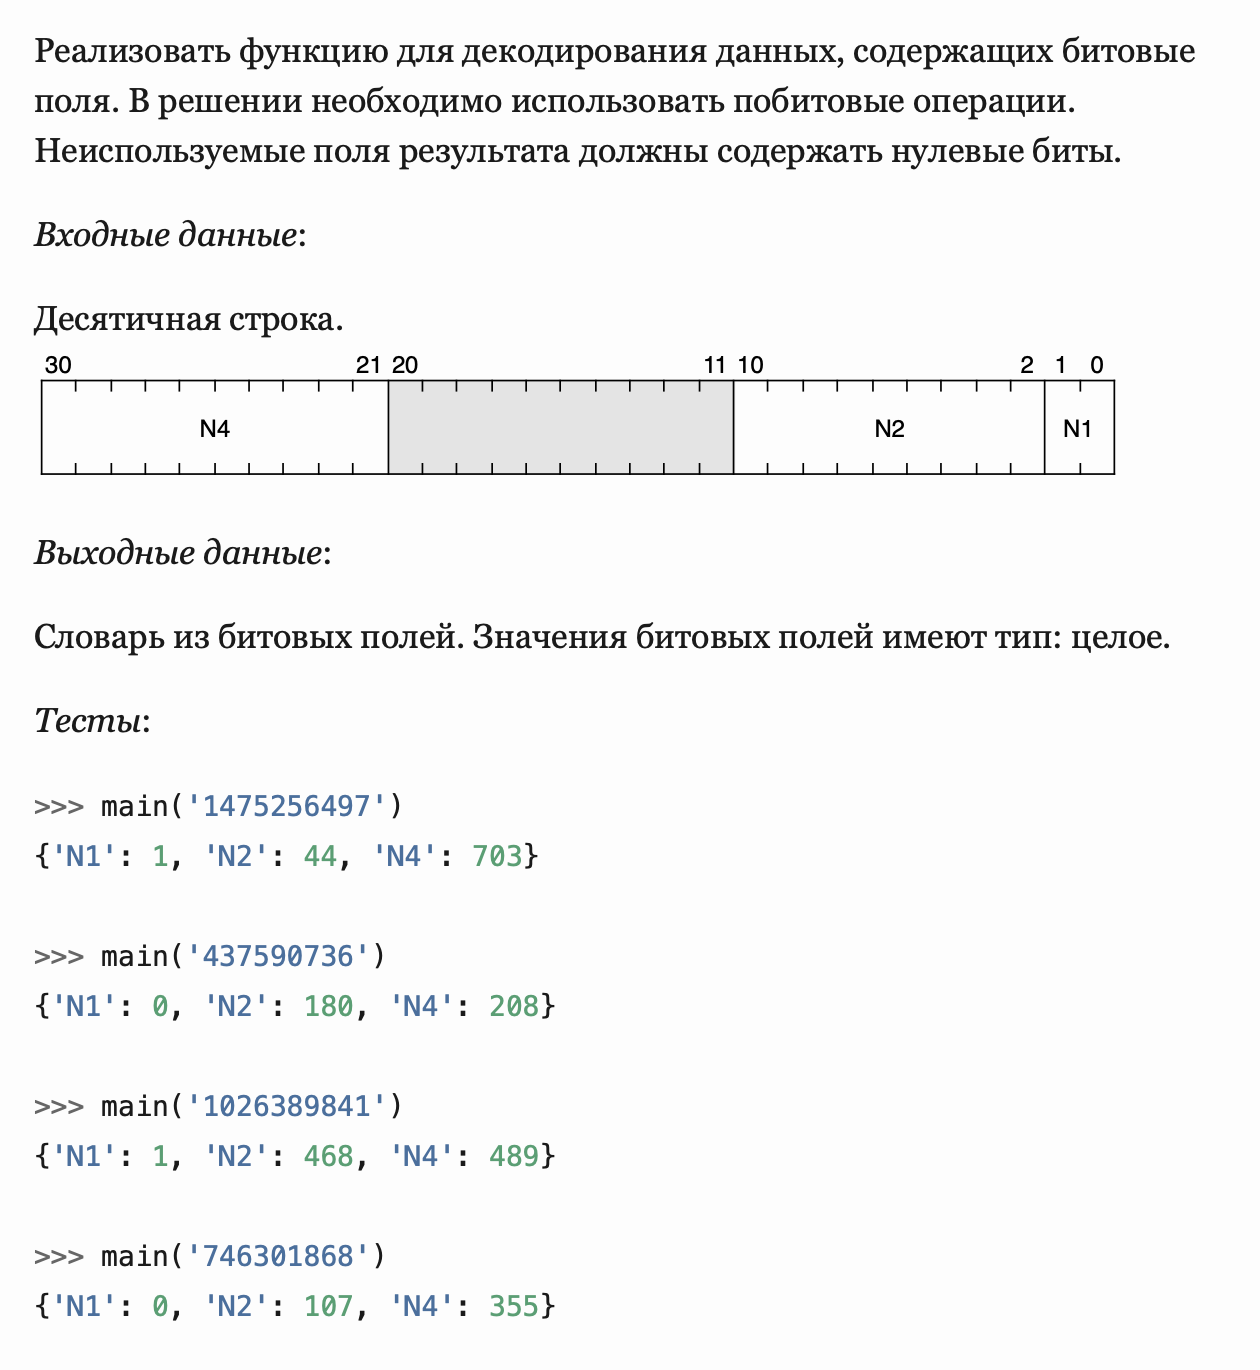 Реализовать функцию для декодирования данных, содержащих битовые
поля. В решении необходимо использовать побитовые операции.
Неиспользуемые поля результата должны содержать нулевые биты.
Входные данные:
Десятичная строка.
30 21 20 11 10 2 1 0
N4 N2 N1
Выходные данные:
Словарь из битовых полей. Значения битовых полей имеют тип: целое.
Тесты:
>>> main('1475256497')
{'N1': 1, 'N2': 44, 'N4': 703}
>>> main('437590736')
{'N1': 0, 'N2': 180, 'N4': 208}
>>> main('1026389841')
{'N1': 1, 'N2': 468, 'N4': 489}
>>> main('746301868')
{'N1': 0, 'N2': 107, 'N4': 355}